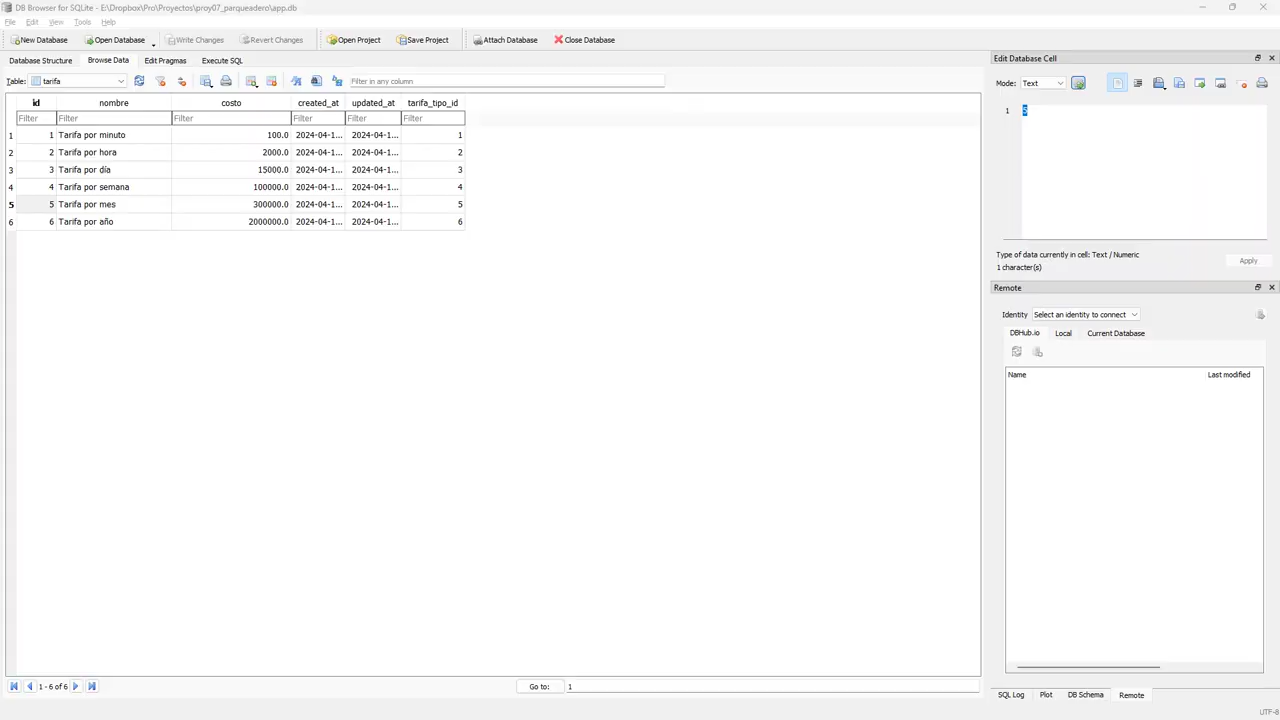 DB Browser for SQLite - E:\Dropbox\Pro\Proyectos\proy07_parqueadero\app.db
File Edit View Tools Help
New Database Open Database Write Changes Revert Changes Open Project Save Project Attach Database Close Database
Database Structure Browse Data Edit Pragmas Execute SQL
Table: tarifa Filter in any column
id nombre costo created_at updated_at tarifa_tipo_id
Filter Filter Filter Filter Filter Filter
1 1 Tarifa por minuto 100.0 2024-04-1... 2024-04-1... 1
2 2 Tarifa por hora 2000.0 2024-04-1... 2024-04-1... 2
3 3 Tarifa por día 15000.0 2024-04-1... 2024-04-1... 3
4 4 Tarifa por semana 100000.0 2024-04-1... 2024-04-1... 4
5 5 Tarifa por mes 300000.0 2024-04-1... 2024-04-1... 5
6 6 Tarifa por año 2000000.0 2024-04-1... 2024-04-1... 6
1 - 6 of 6 Go to: 1
Edit Database Cell
Mode: Text
1 5
Type of data currently in cell: Text / Numeric
1 character(s)
Apply
Remote
Identity Select an identity to connect
DBHub.io Local Current Database
Name Last modified
SQL Log Plot DB Schema Remote
UTF-8